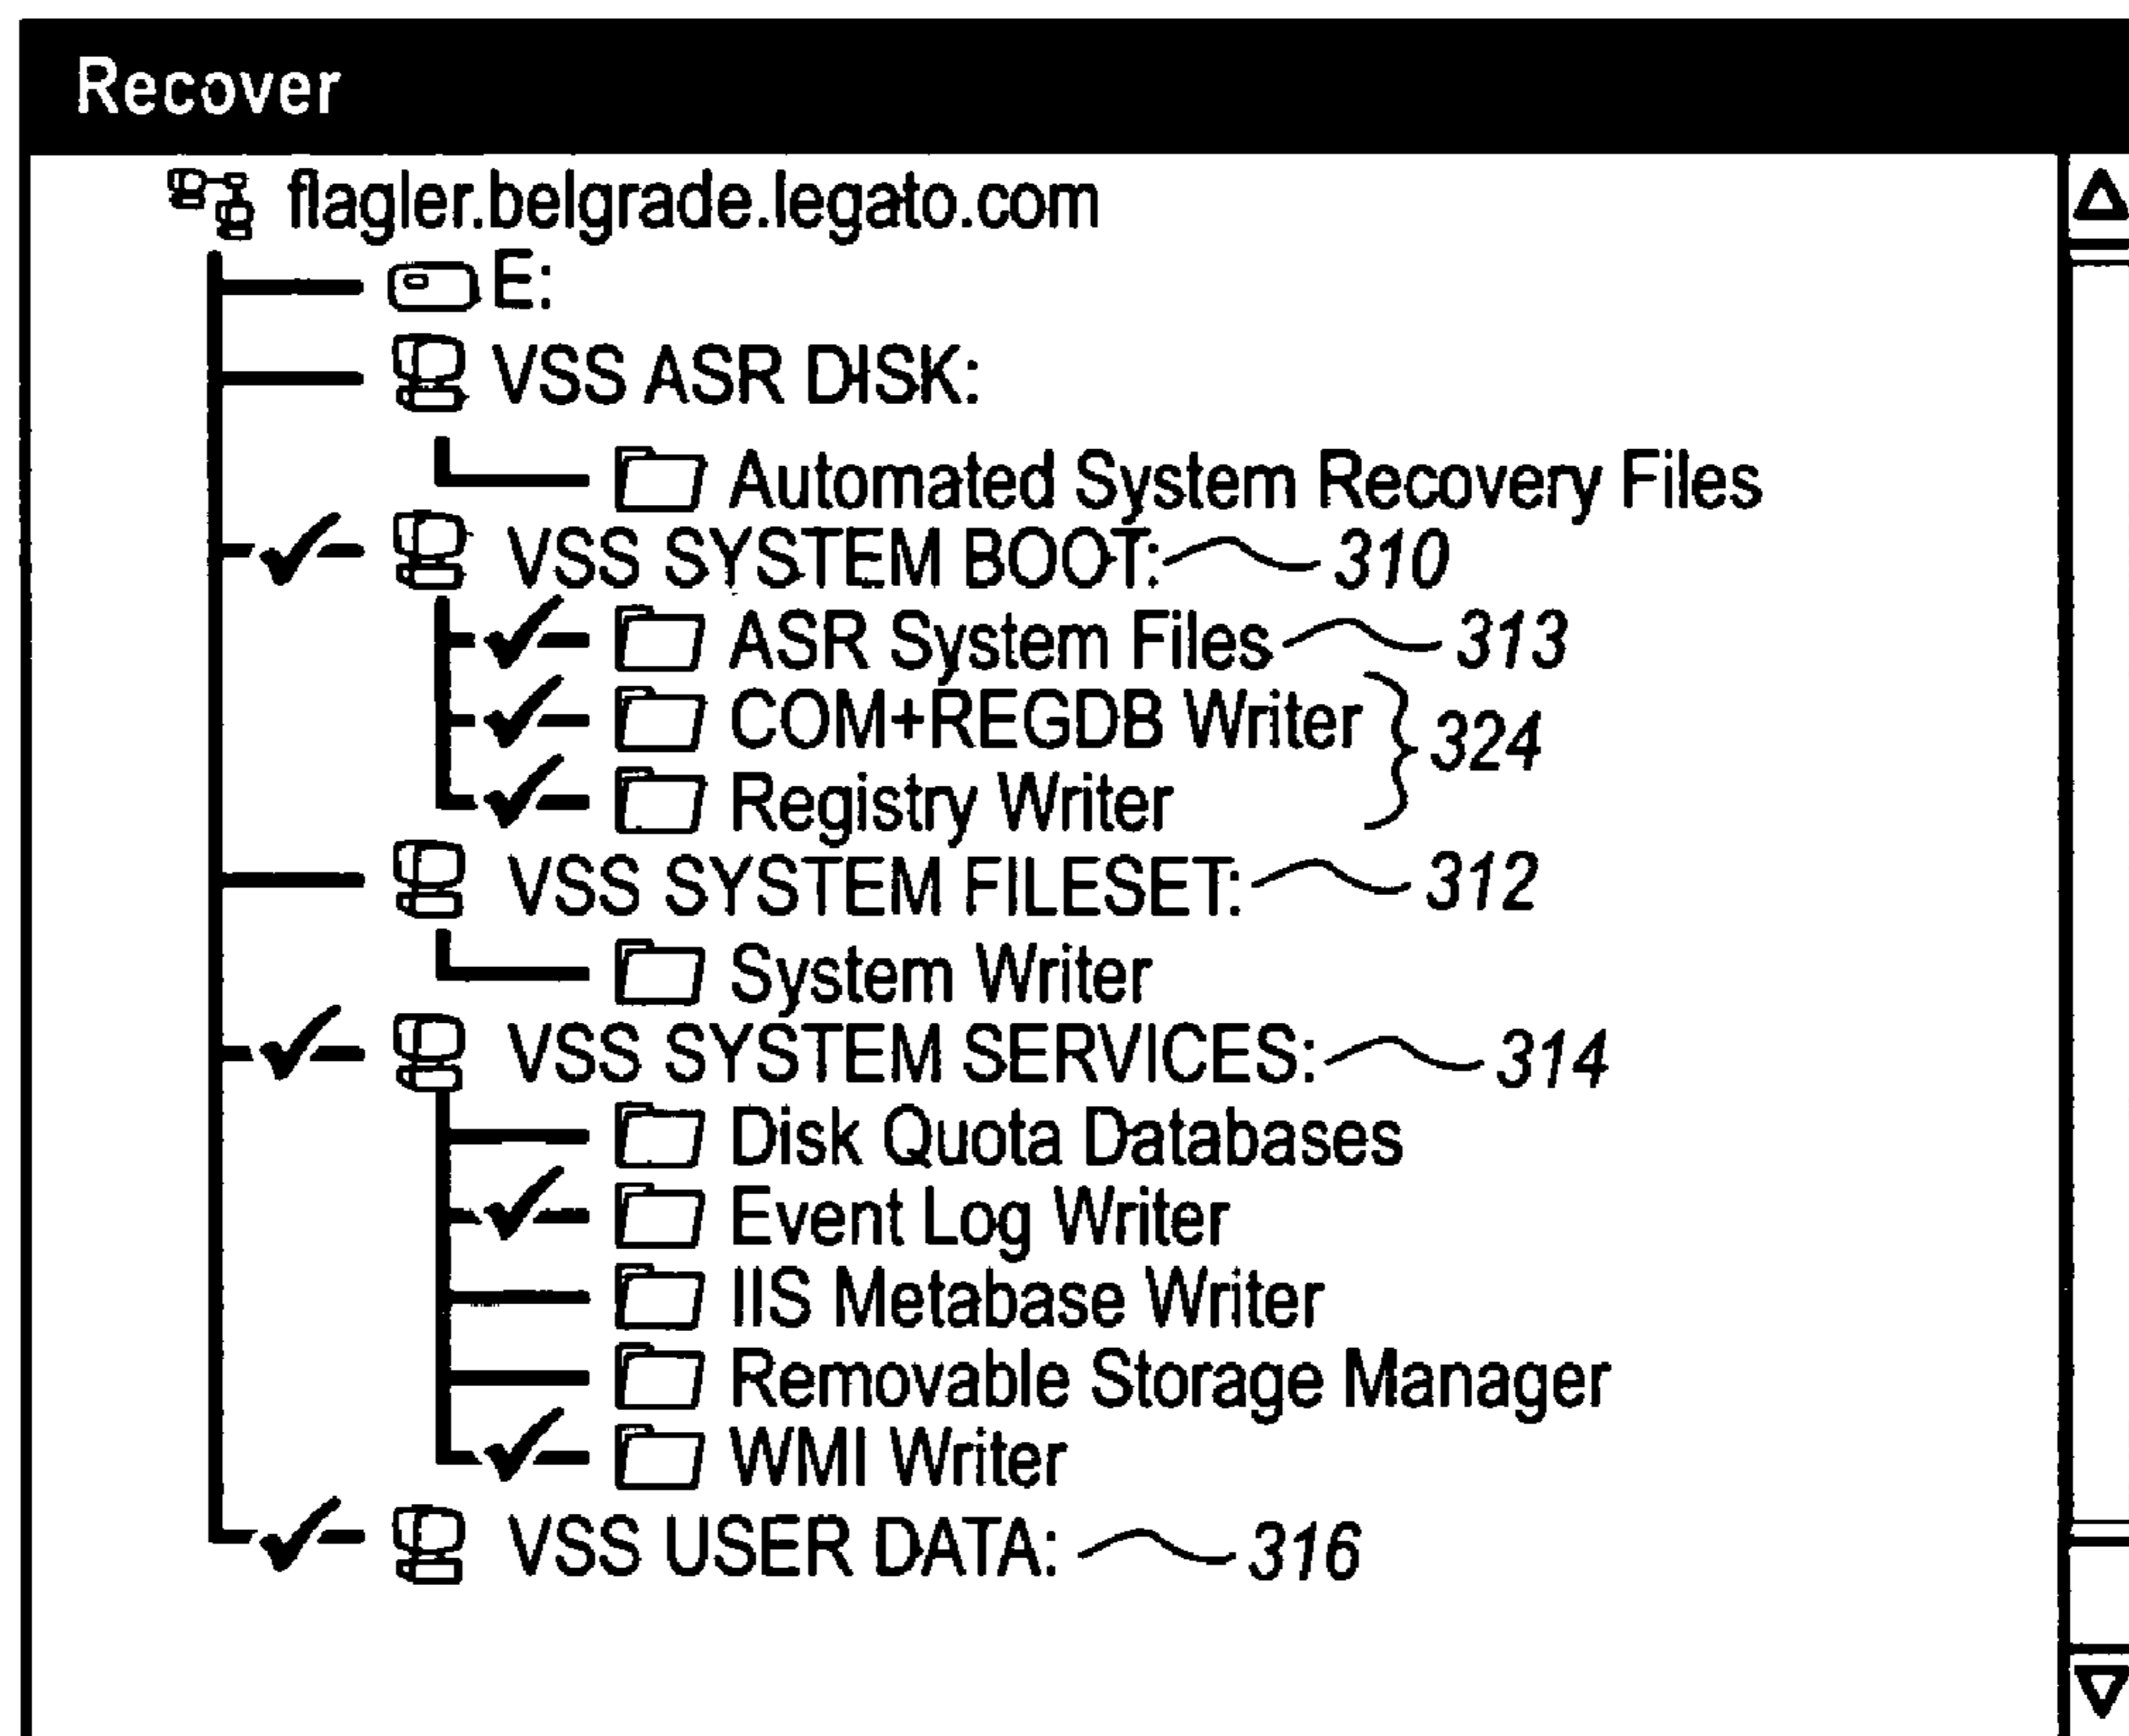 Recover
flagler.belgrade.legato.com
E:
VSS ASR DISK:
Automated System Recovery Files
VSS SYSTEM BOOT: 310
ASR System Files 313
COM+REGDB Writer
324
Registry Writer
VSS SYSTEM FILESET: 312
System Writer
VSS SYSTEM SERVICES: 314
Disk Quota Databases
Event Log Writer
IIS Metabase Writer
Removable Storage Manager
WMI Writer
VSS USER DATA: 316